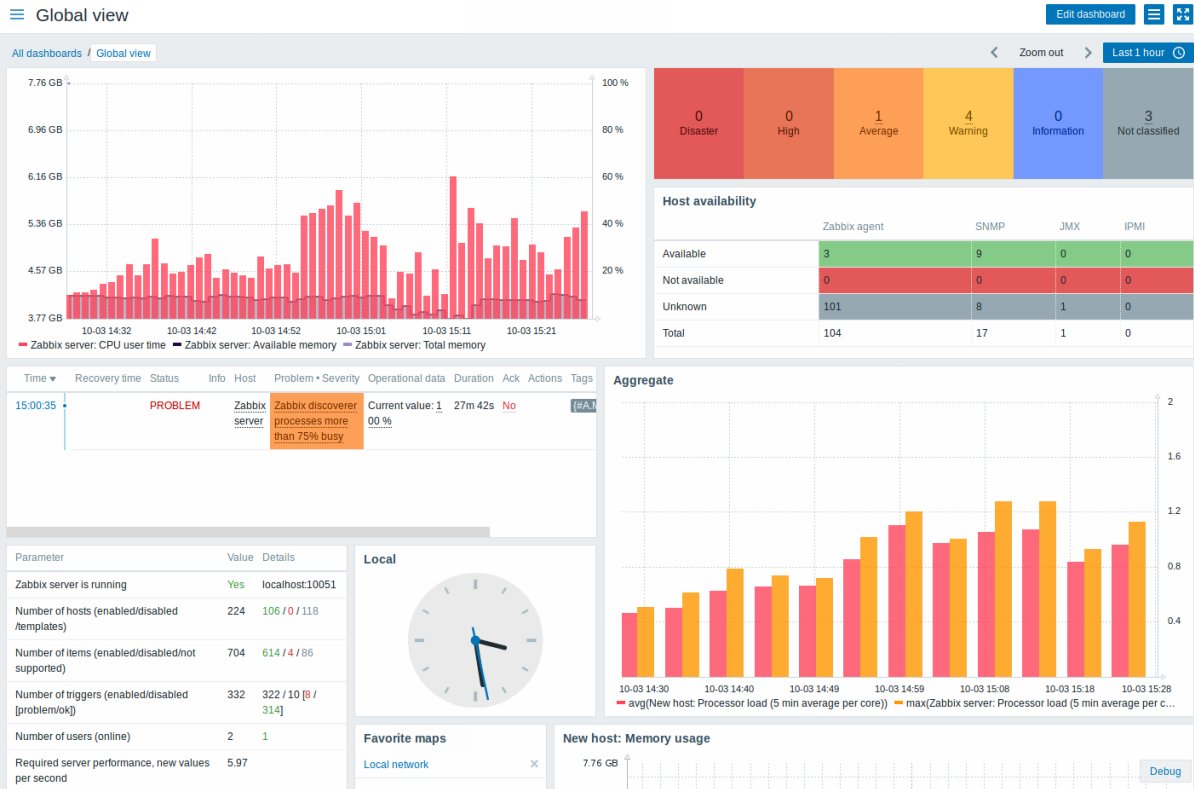 Global view
Edit dashboard
All dashboards / Global view
Zoom out
Last 1 hour
7.76 GB
6.96 GB
6.16 GB
5.36 GB
4.57 GB
3.77 GB
100 %
80 %
60 %
40 %
20 %
10-03 14:32 10-03 14:42 10-03 14:52 10-03 15:01 10-03 15:11 10-03 15:21
Zabbix server: CPU user time Zabbix server: Available memory Zabbix server: Total memory
0 0 1 4 0 3
Disaster High Average Warning Information Not classified
Host availability
Zabbix agent SNMP JMX IPMI
Available 3 9 0 0
Not available 0 0 0 0
Unknown 101 8 1 0
Total 104 17 1 0
Time Recovery time Status Info Host Problem • Severity Operational data Duration Ack Actions Tags
15:00:35 PROBLEM Zabbix Zabbix discoverer Current value: 1 27m 42s No
server processes more 00 %
than 75% busy
Aggregate
2
1.6
1.2
0.8
0.4
10-03 14:30 10-03 14:40 10-03 14:49 10-03 14:59 10-03 15:08 10-03 15:18 10-03 15:28
avg(New host: Processor load (5 min average per core)) max(Zabbix server: Processor load (5 min average per c...
Parameter Value Details
Zabbix server is running Yes localhost:10051
Number of hosts (enabled/disabled 224 106 / 0 / 118
/templates)
Number of items (enabled/disabled/not 704 614 / 4 / 86
supported)
Number of triggers (enabled/disabled 332 322 / 10 [8 /
[problem/ok]) 314]
Number of users (online) 2 1
Required server performance, new values 5.97
per second
Local
Favorite maps
Local network
New host: Memory usage
7.76 GB
Debug